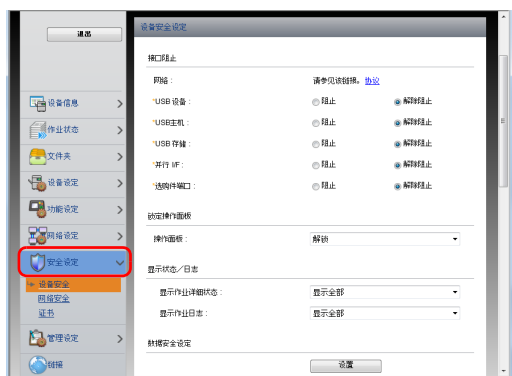 退出
设备信息
作业状态
文件夹
设备设定
功能设定
网络设定
安全设定
设备安全
网络安全
证书
管理设定
链接
设备安全设定
接口阻止
网络 : 请参见该链接。 协议
*USB 设备 : 阻止 解除阻止
*USB主机 : 阻止 解除阻止
*USB 存储 : 阻止 解除阻止
*并行 I/F : 阻止 解除阻止
*选购件端口 : 阻止 解除阻止
锁定操作面板
操作面板 : 解锁
显示状态/日志
显示作业详细状态 : 显示全部
显示作业日志 : 显示全部
数据安全设定
设置